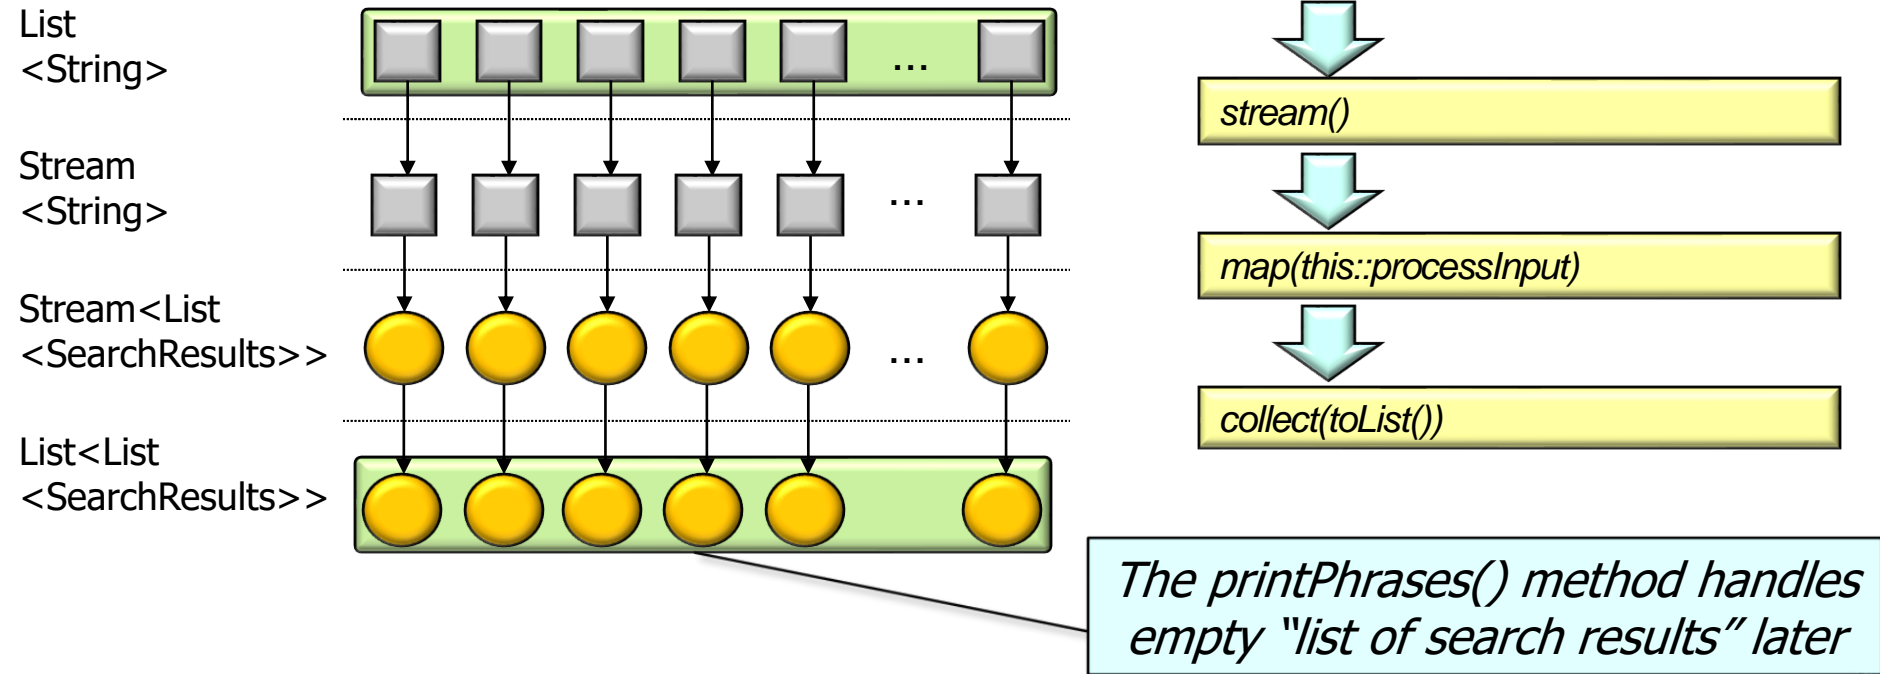 List
<String>
...
stream()
Stream
<String>
...
map(this::processInput)
Stream<List
<SearchResults>>
...
collect(toList())
List<List
<SearchResults>>
The printPhrases() method handles
empty “list of search results” later